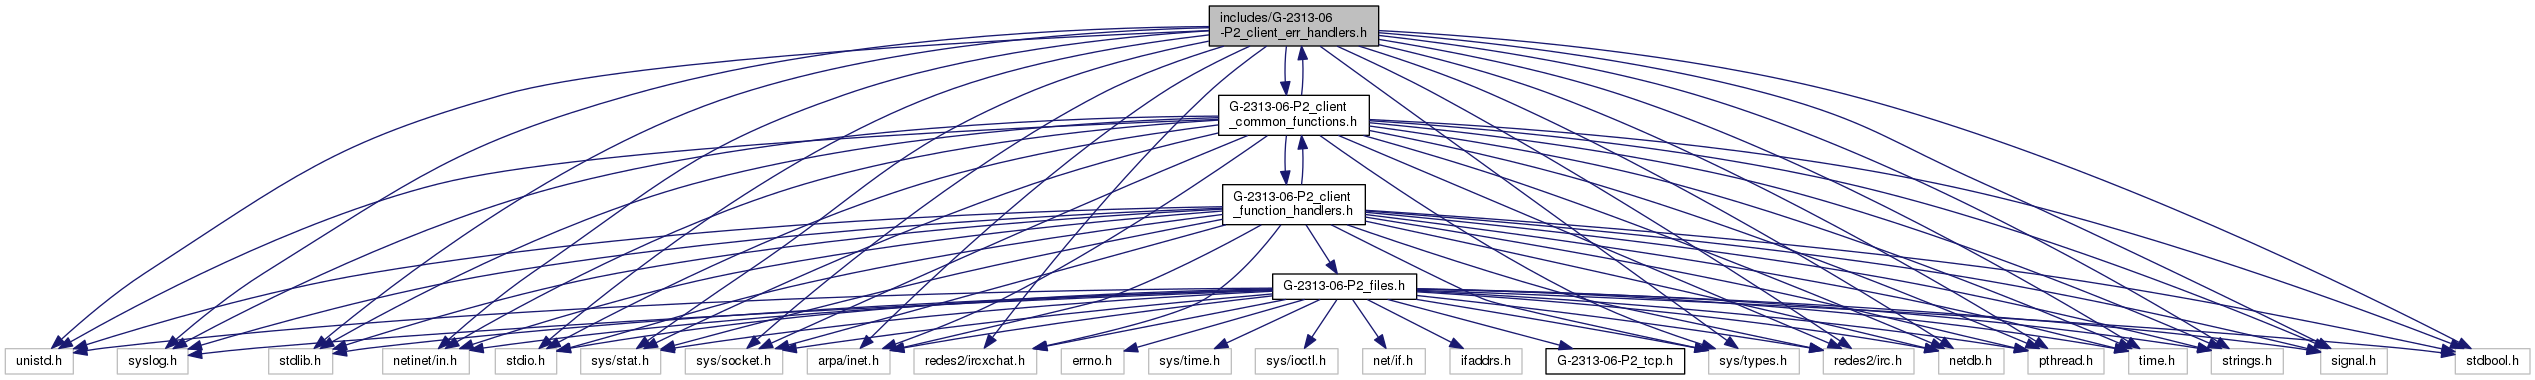 includes/G-2313-06
-P2_client_err_handlers.h
G-2313-06-P2_client
_common_functions.h
G-2313-06-P2_client
_function_handlers.h
G-2313-06-P2_files.h
unistd.h
syslog.h
stdlib.h
netinet/in.h
stdio.h
sys/stat.h
sys/socket.h
arpa/inet.h
redes2/ircxchat.h
errno.h
sys/time.h
sys/ioctl.h
net/if.h
ifaddrs.h
G-2313-06-P2_tcp.h
sys/types.h
redes2/irc.h
netdb.h
pthread.h
time.h
strings.h
signal.h
stdbool.h